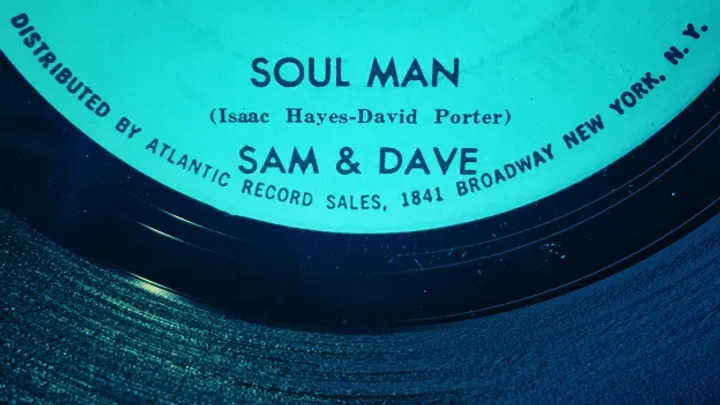 SOUL MAN
(Isaac Hayes-David Porter)
SAM & DAVE
DISTRIBUTED BY ATLANTIC RECORD SALES, 1841 BROADWAY NEW YORK, N. Y.